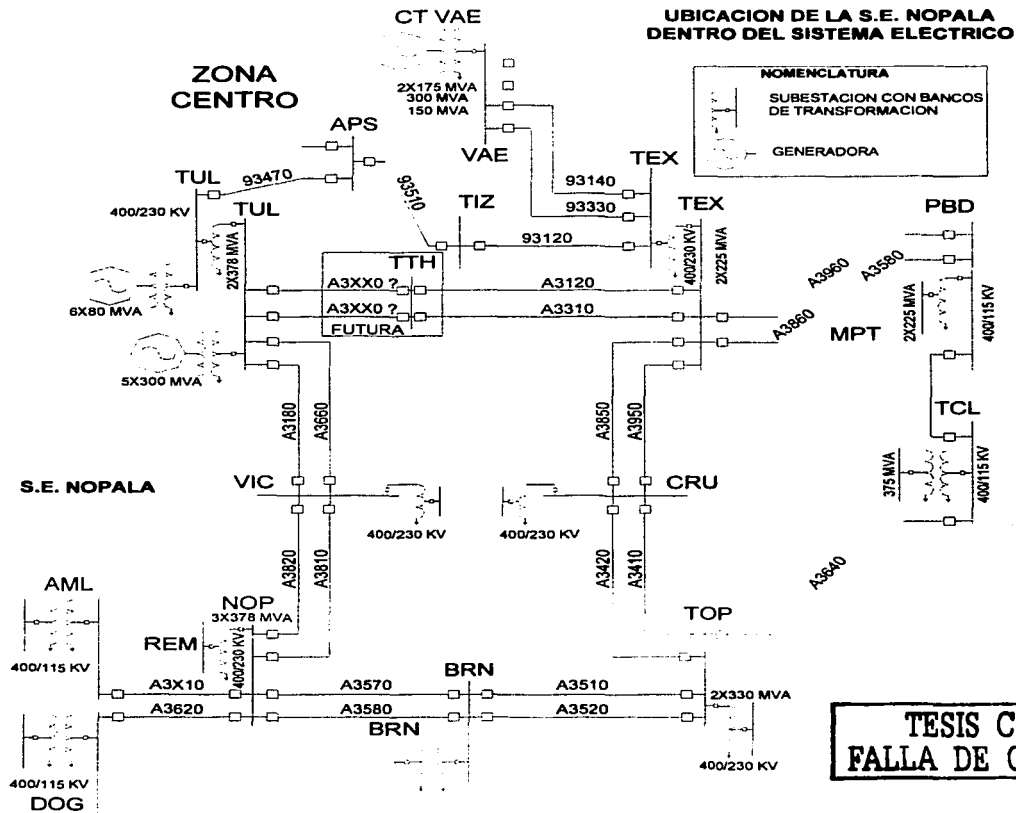 UBICACION DE LA S.E. NOPALA
DENTRO DEL SISTEMA ELECTRICO
NOMENCLATURA
SUBESTACION CON BANCOS
DE TRANSFORMACION
GENERADORA
ZONA
CENTRO
CT VAE
2X175 MVA
300 MVA
150 MVA
VAE
APS
TUL
93470
93510
400/230 KV
TUL
2X378 MVA
TIZ
TEX
93140
93330
93120
TEX
400/230 KV
2X225 MVA
PBD
A3960
A3580
2X225 MVA
400/115 KV
TTH
A3XX0 ?
A3120
A3XX0 ?
A3310
FUTURA
A3860
MPT
6X80 MVA
5X300 MVA
A3180
A3660
A3850
A3950
TCL
375 MVA
400/115 KV
S.E. NOPALA
VIC
400/230 KV
CRU
400/230 KV
A3820
A3810
A3420
A3410
A3640
AML
400/115 KV
NOP
3X378 MVA
REM
400/230 KV
TOP
A3X10
A3570
BRN
A3510
2X330 MVA
A3620
A3580
A3520
BRN
400/230 KV
400/115 KV
DOG
TESIS C
FALLA DE